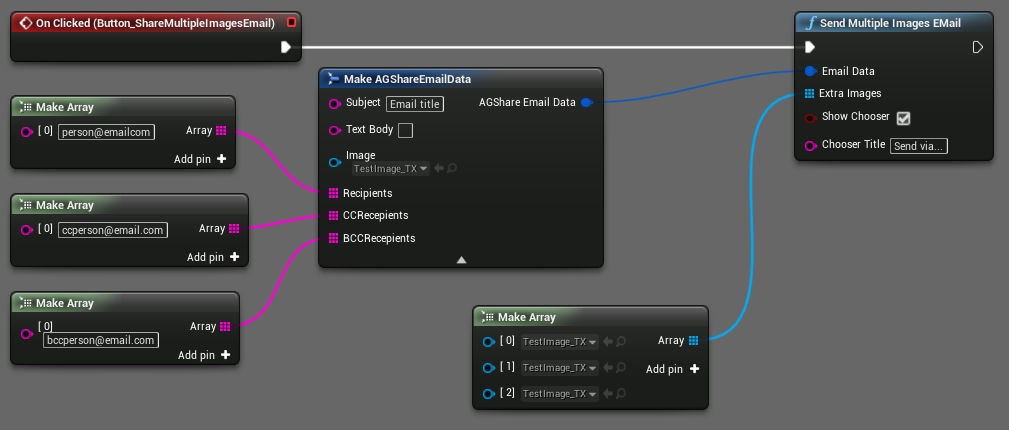 On Clicked (Button_ShareMultipleImagesEmail)
Send Multiple Images EMail
Email Data
Extra Images
Show Chooser
Chooser Title Send via...
Make AGShareEmailData
Subject Email title
AGShare Email Data
Text Body
Image
TestImage_TX
Recipients
CCRecepients
BCCRecepients
Make Array
[ 0] person@emailcom
Array
Add pin
Make Array
[ 0] ccperson@email.com
Array
Add pin
Make Array
[ 0]
bccperson@email.com
Array
Add pin
Make Array
[ 0] TestImage_TX
Array
[ 1] TestImage_TX
Add pin
[ 2] TestImage_TX